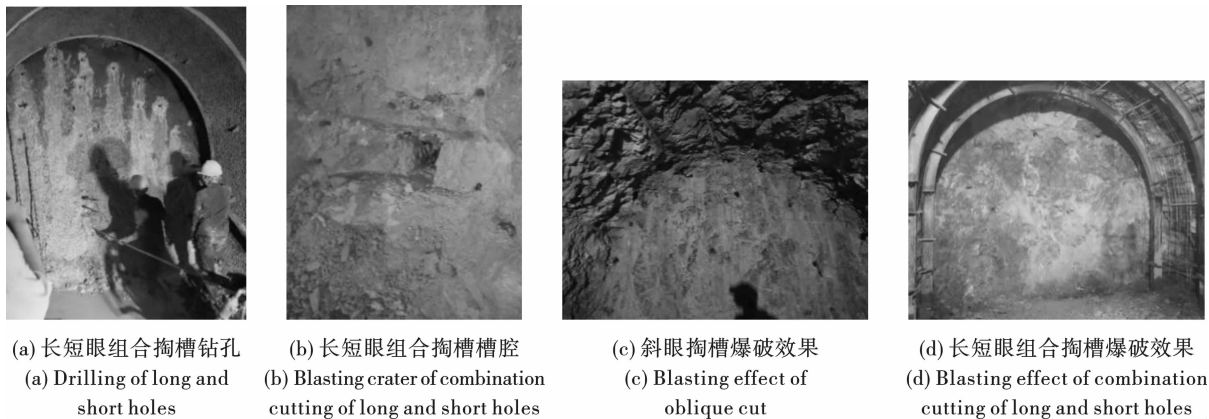 (a) 长短眼组合掏槽钻孔
(a) Drilling of long and
short holes
(b) 长短眼组合掏槽槽腔
(b) Blasting crater of combination
cutting of long and short holes
(c) 斜眼掏槽爆破效果
(c) Blasting effect of
oblique cut
(d) 长短眼组合掏槽爆破效果
(d) Blasting effect of combination
cutting of long and short holes